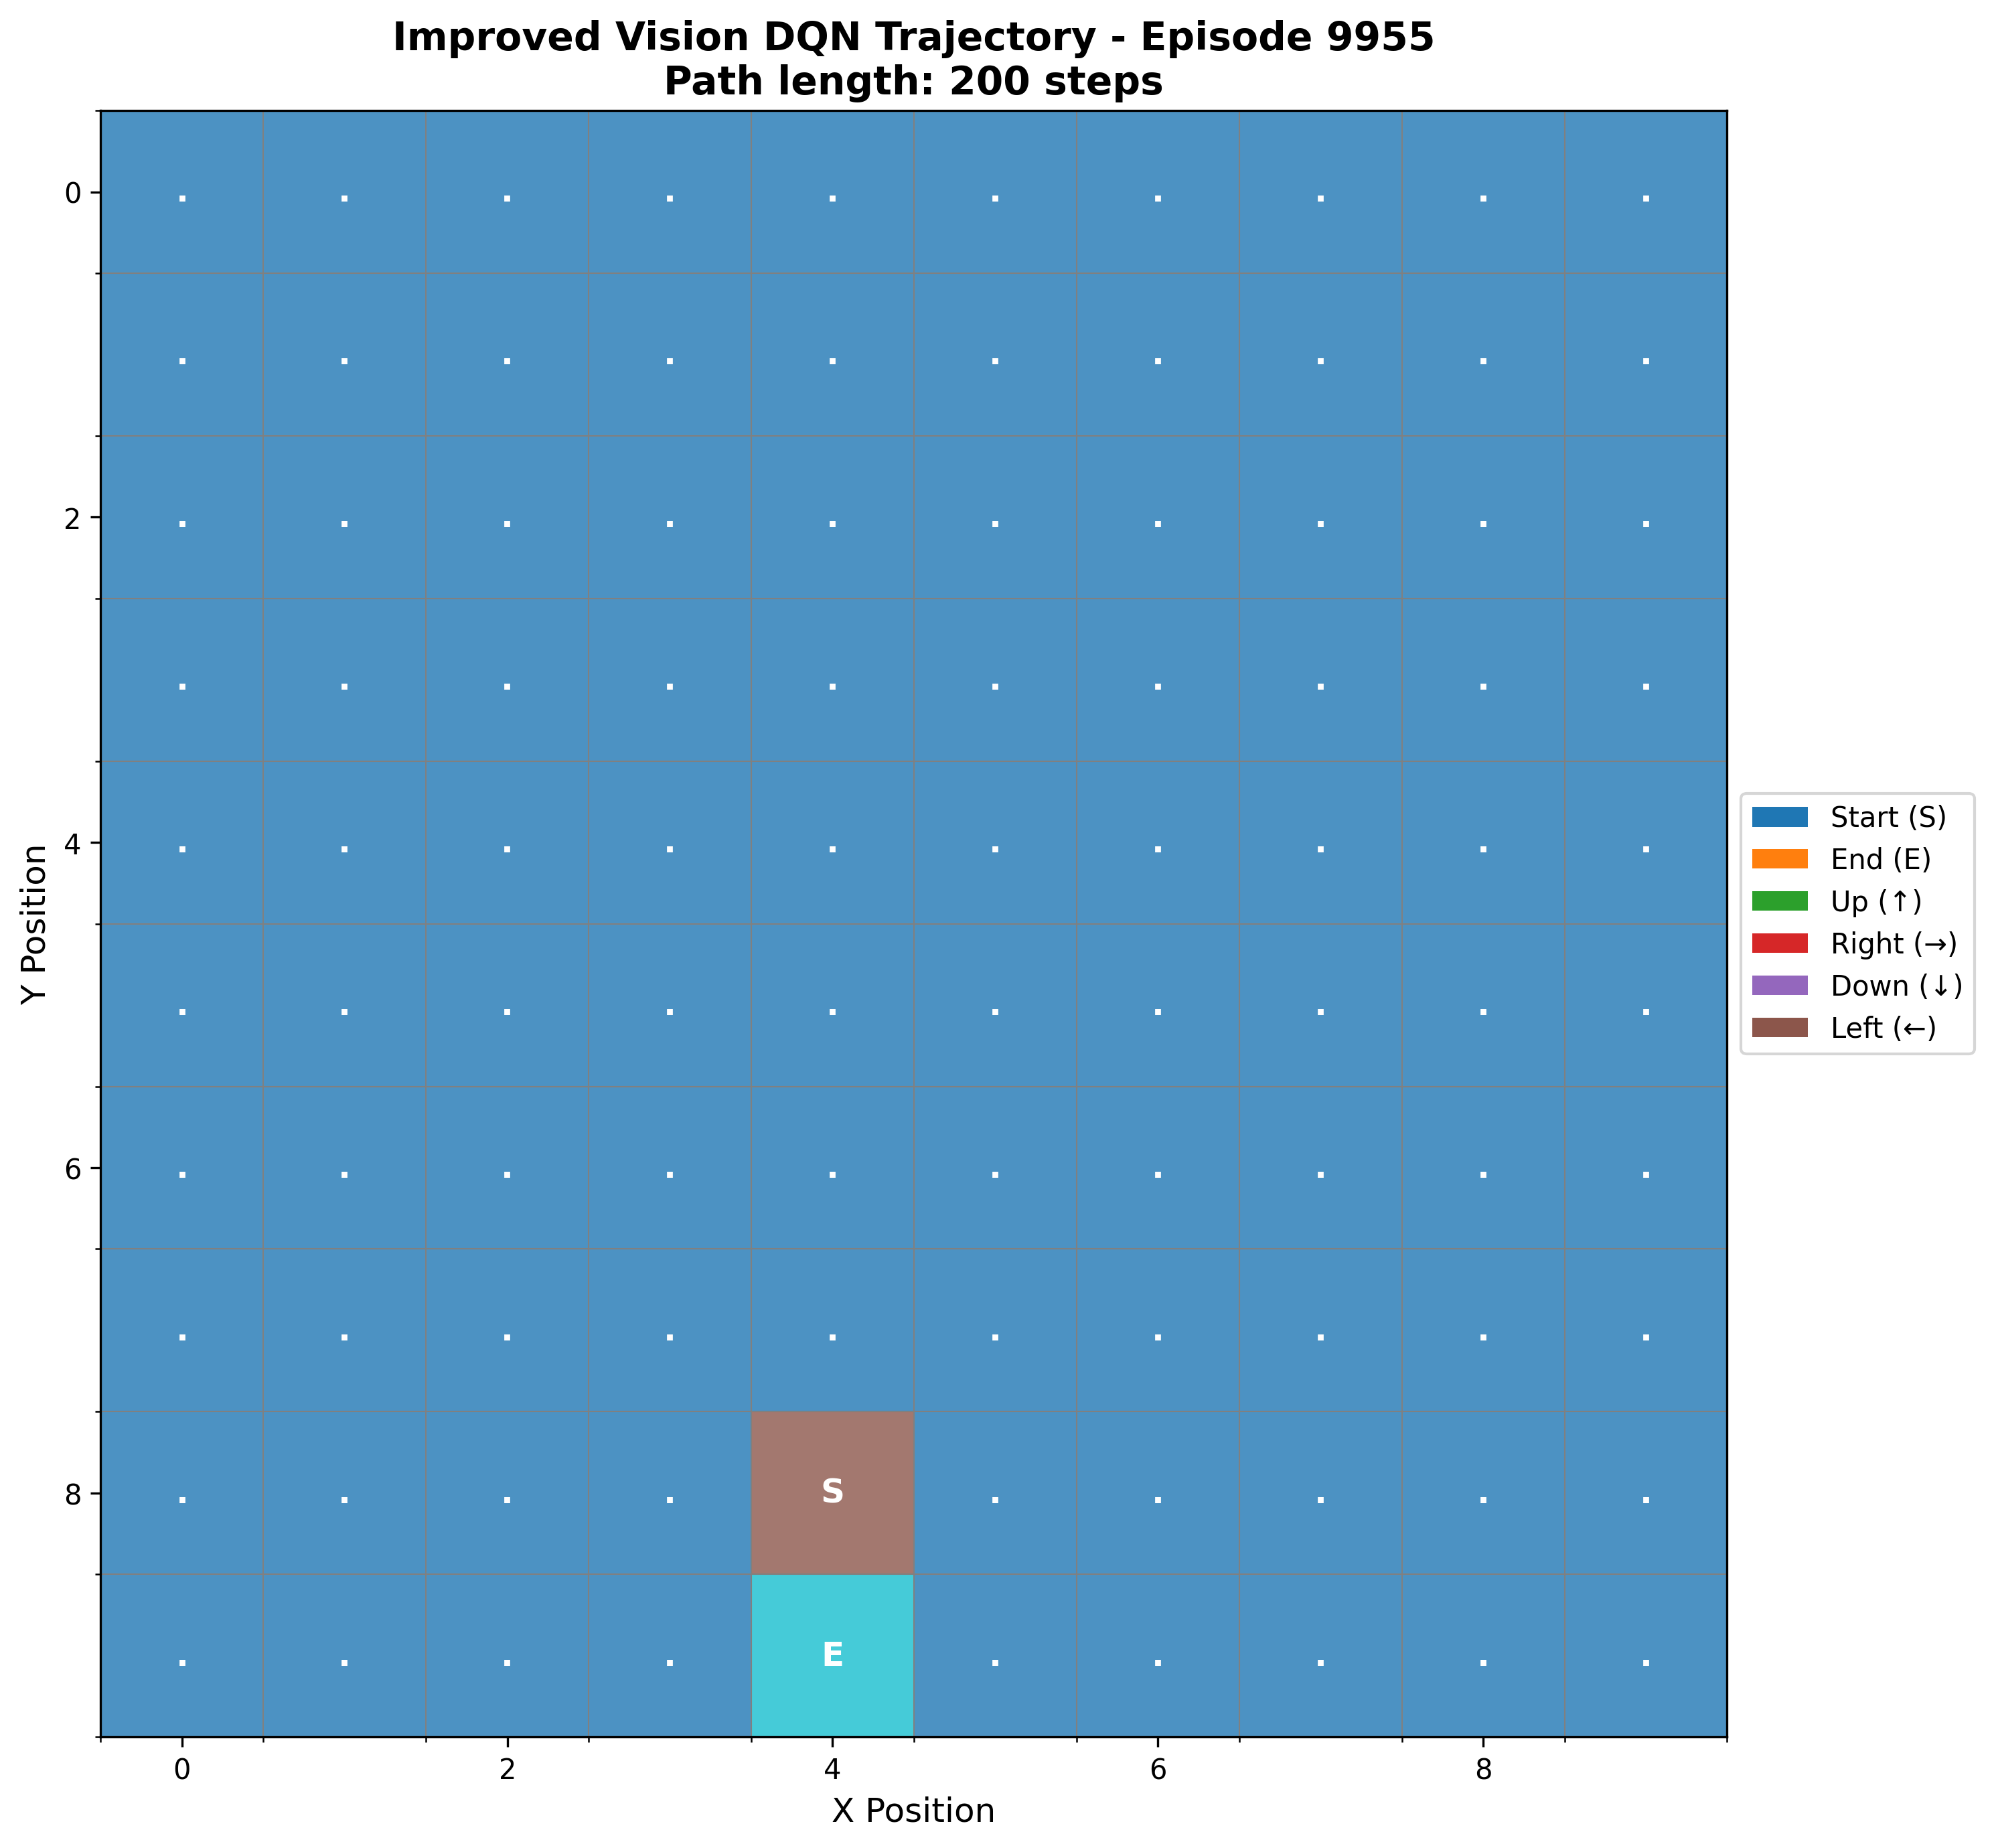 Improved Vision DQN Trajectory - Episode 9955
Path length: 200 steps
0
2
4
6
8
Y Position
S
E
0 2 4 6 8
X Position
Start (S)
End (E)
Up (↑)
Right (→)
Down (↓)
Left (←)